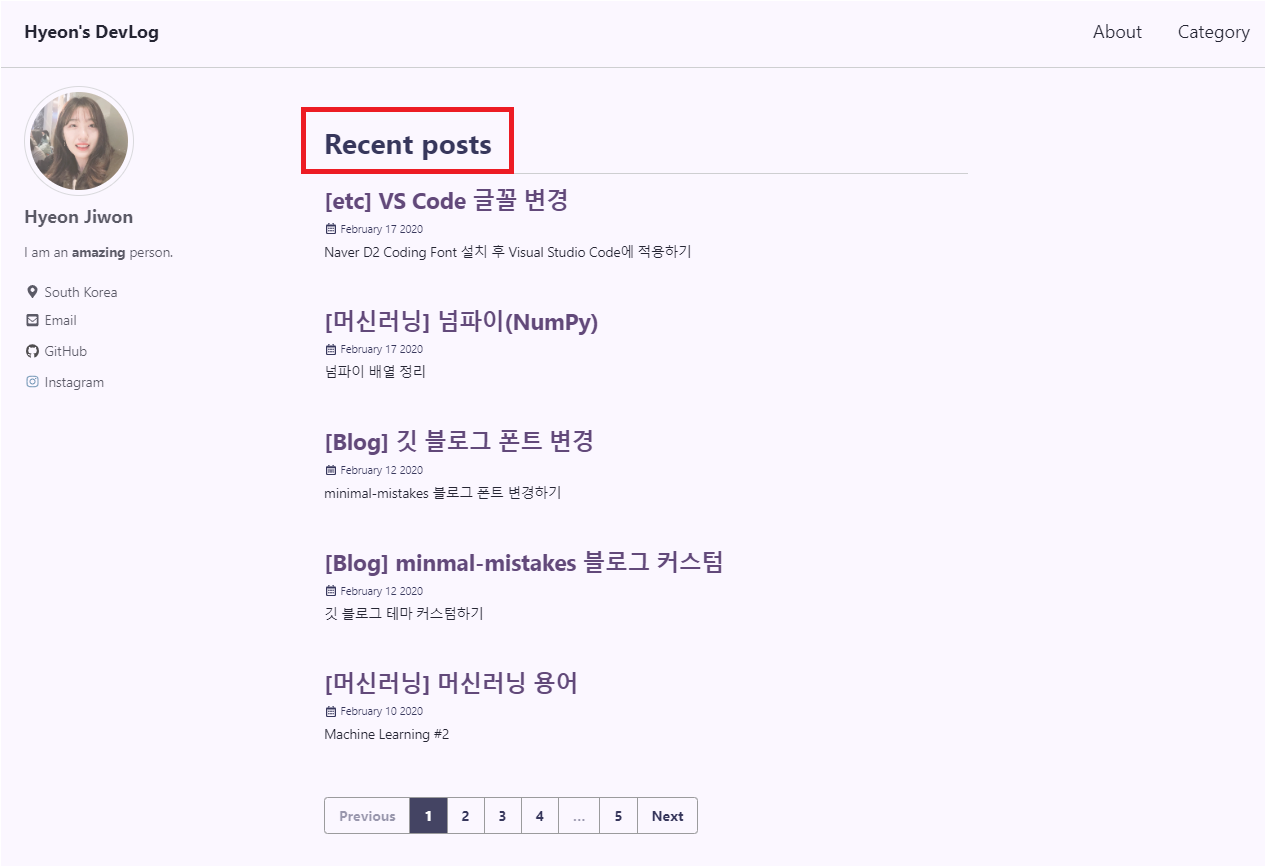 Hyeon's DevLog
About
Category
Hyeon Jiwon
I am an amazing person.
South Korea
Email
GitHub
Instagram
Recent posts
[etc] VS Code 글꼴 변경
February 17 2020
Naver D2 Coding Font 설치 후 Visual Studio Code에 적용하기
[머신러닝] 넘파이(NumPy)
February 17 2020
넘파이 배열 정리
[Blog] 깃 블로그 폰트 변경
February 12 2020
minimal-mistakes 블로그 폰트 변경하기
[Blog] minmal-mistakes 블로그 커스텀
February 12 2020
깃 블로그 테마 커스텀하기
[머신러닝] 머신러닝 용어
February 10 2020
Machine Learning #2
Previous 1 2 3 4 … 5 Next